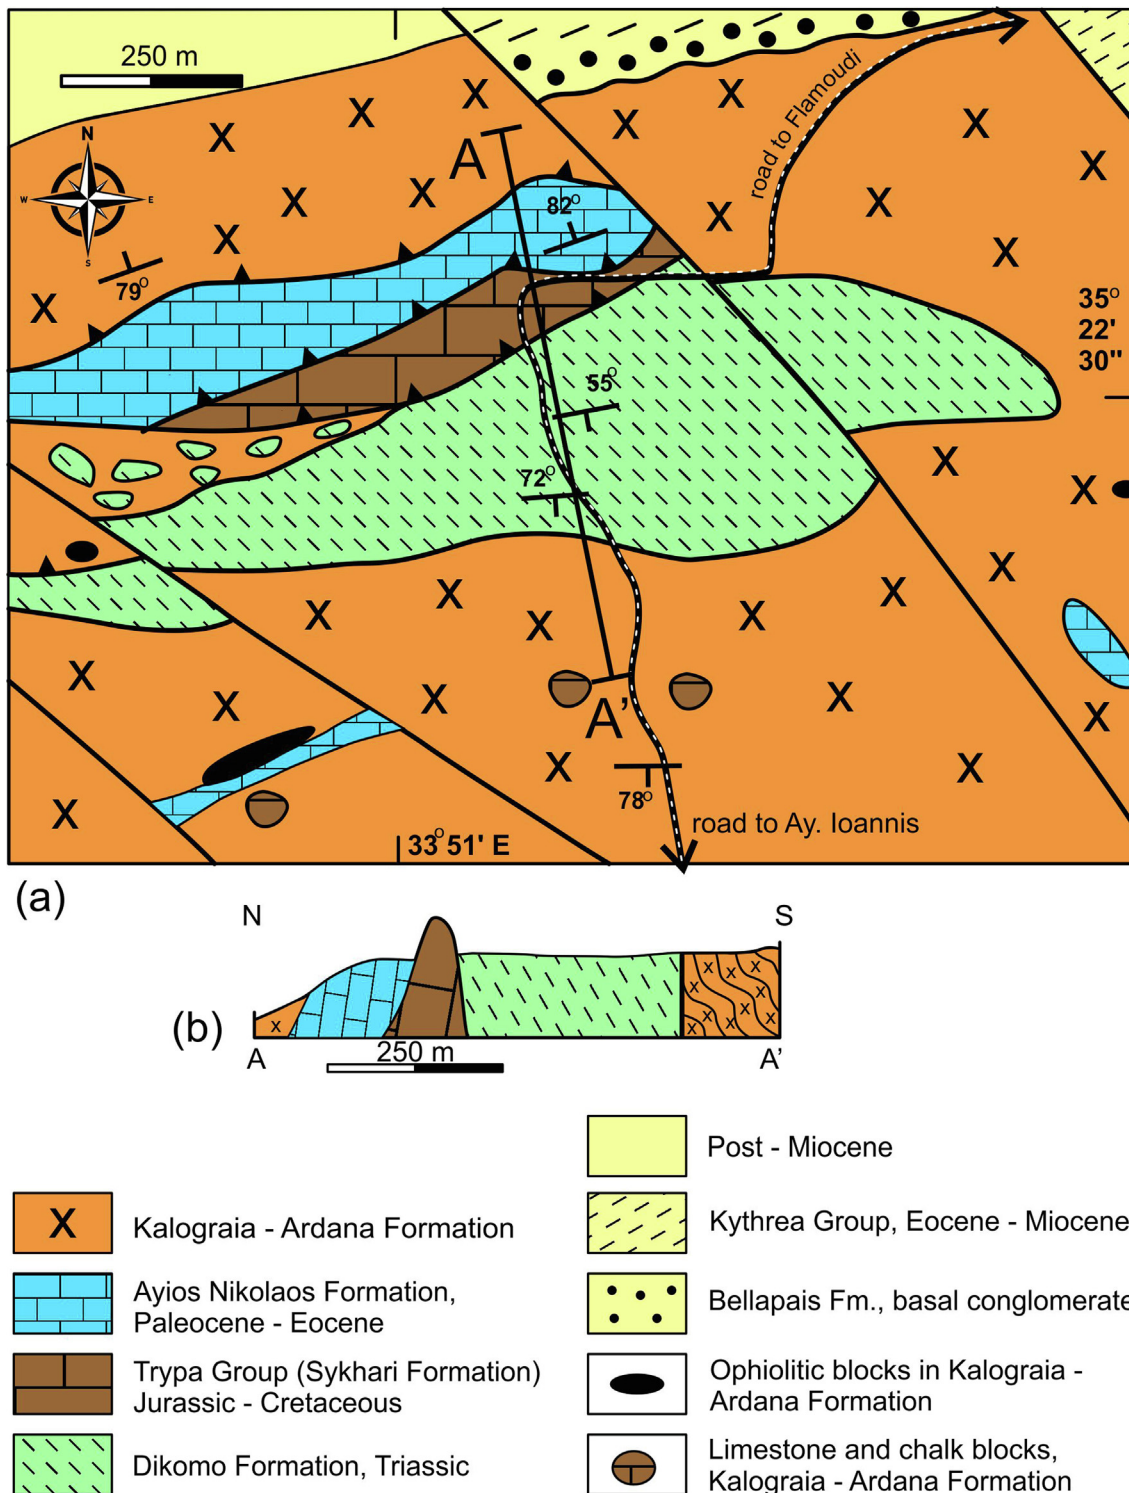 250 m
N
W
E
S
A
road to Flamoudi
82°
79°
35°
22'
30"
55°
72°
A'
78°
road to Ay. Ioannis
33° 51' E
(a)
N
S
(b)
A
A'
250 m
Post - Miocene
Kalograia - Ardana Formation
Kythrea Group, Eocene - Miocene
Ayios Nikolaos Formation,
Paleocene - Eocene
Bellapais Fm., basal conglomerate
Trypa Group (Sykhari Formation)
Jurassic - Cretaceous
Ophiolitic blocks in Kalograia -
Ardana Formation
Dikomo Formation, Triassic
Limestone and chalk blocks,
Kalograia - Ardana Formation